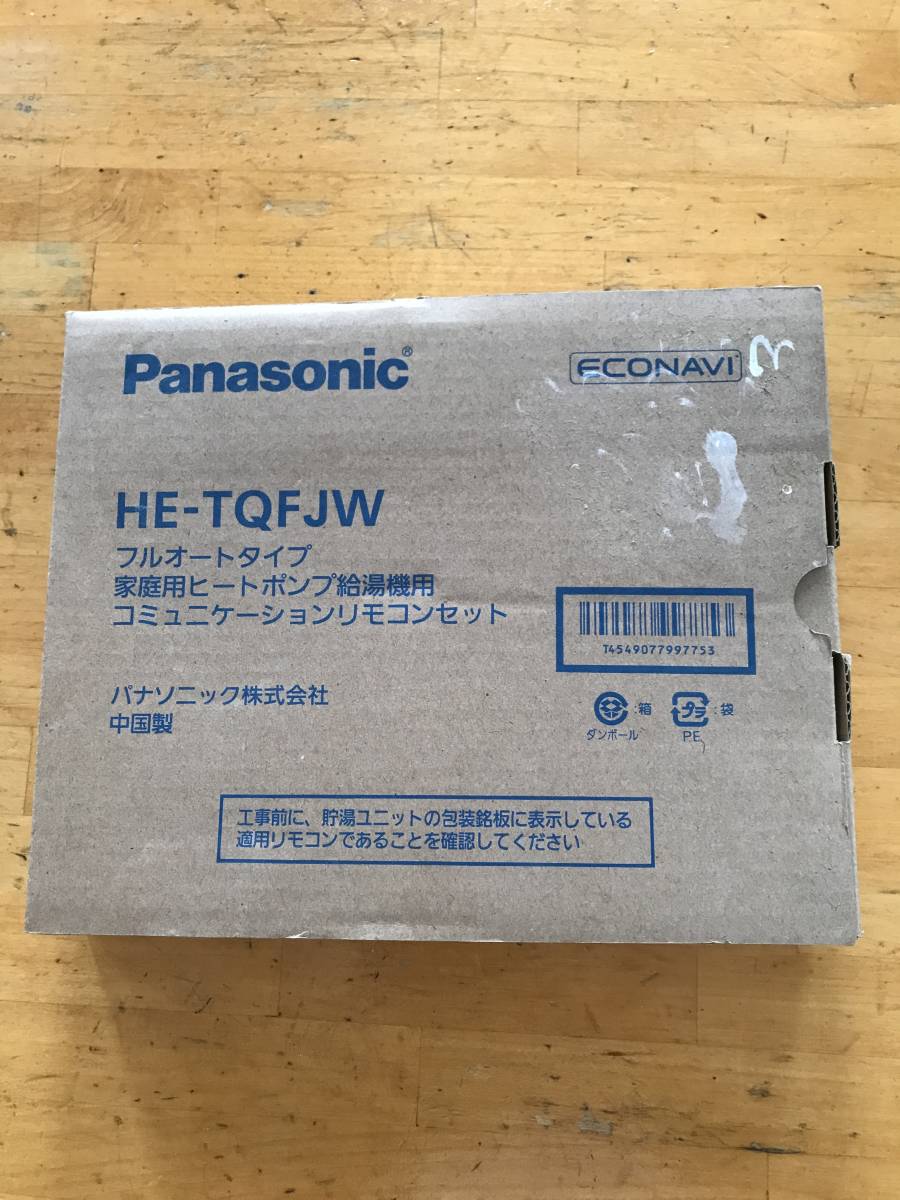 Panasonic®
ECONAVI
HE-TQFJW
フルオートタイプ
家庭用ヒートポンプ給湯機用
コミュニケーションリモコンセット
T4549077997753
パナソニック株式会社
中国製
:箱
ダンボール
プラ :袋
PE
工事前に、貯湯ユニットの包装銘板に表示している
適用リモコンであることを確認してください